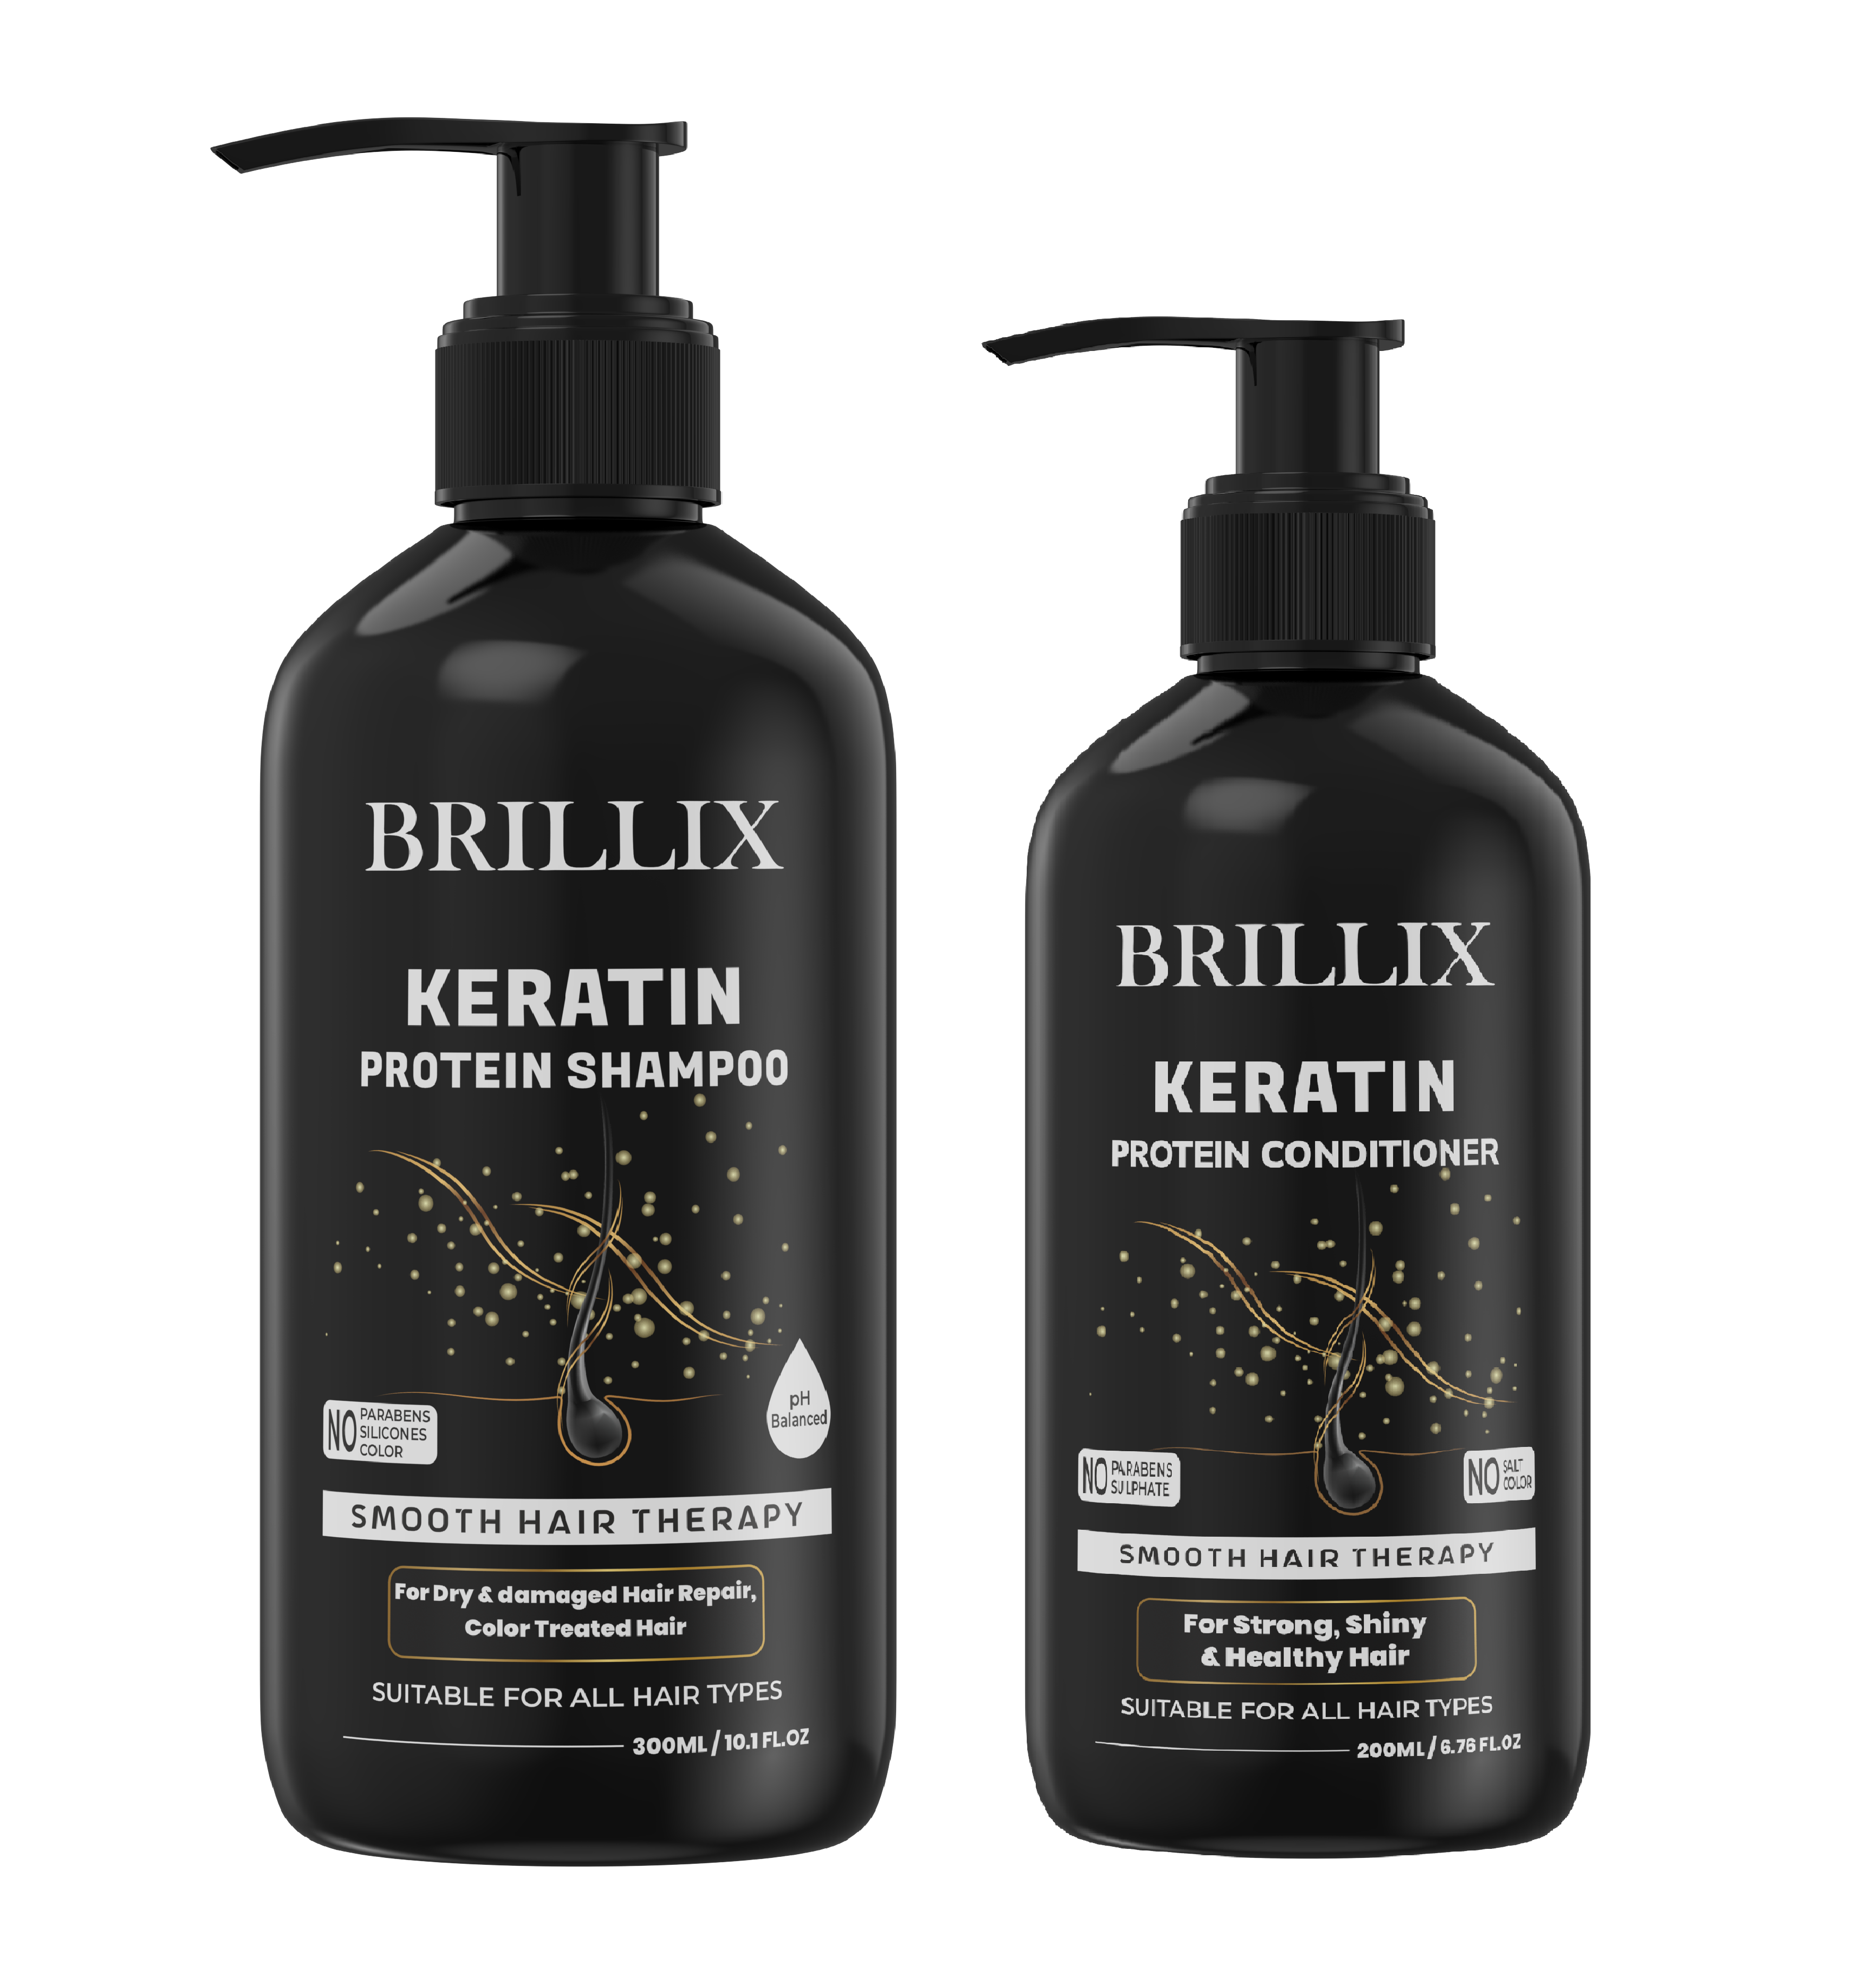 BRILLIX
KERATIN
PROTEIN SHAMPOO
pH
Balanced
NO PARABENS
SILICONES
COLOR
SMOOTH HAIR THERAPY
For Dry & damaged Hair Repair,
Color Treated Hair
SUITABLE FOR ALL HAIR TYPES
300ML / 10.1 FL.OZ
BRILLIX
KERATIN
PROTEIN CONDITIONER
NO PARABENS
SULPHATE
NO SALT
COLOR
SMOOTH HAIR THERAPY
For Strong, Shiny
& Healthy Hair
SUITABLE FOR ALL HAIR TYPES
200ML / 6.76 FL.OZ